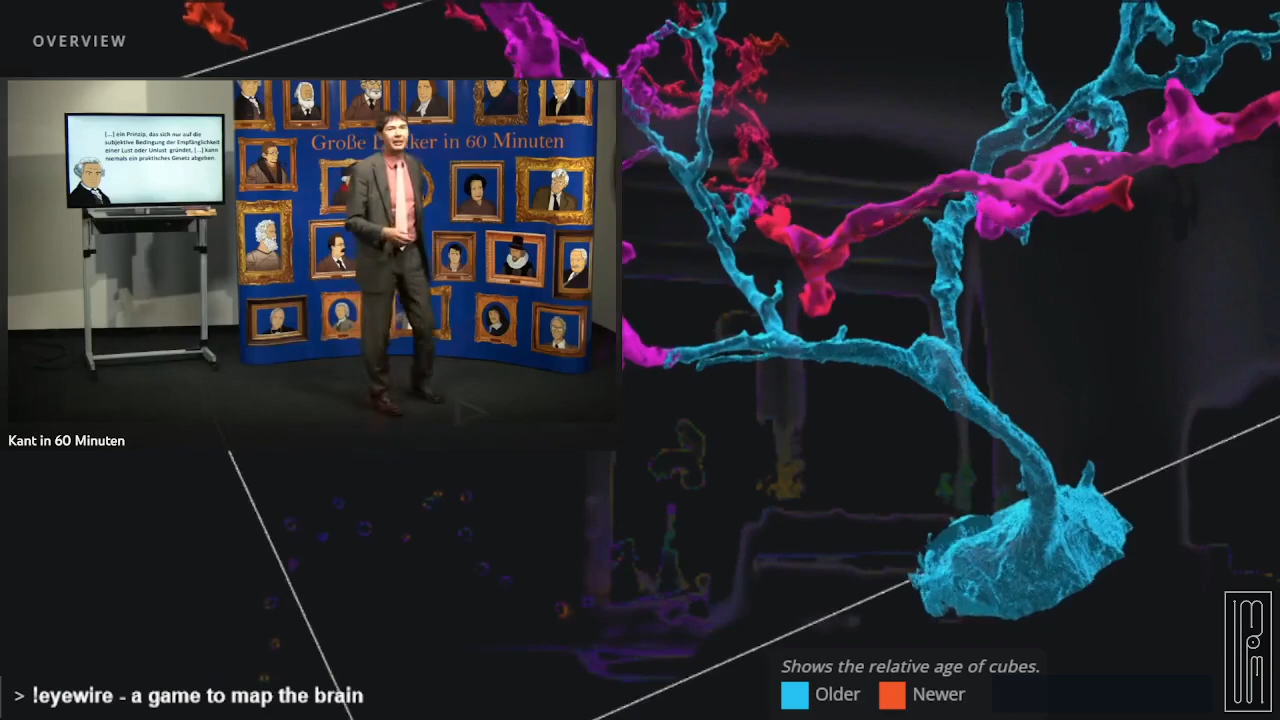 OVERVIEW
[...] ein Prinzip, das sich nur auf die
subjektive Bedingung der Empfänglichkeit
einer Lust oder Unlust gründet, [...] kann
niemals ein praktisches Gesetz abgeben.
Große D ker in 60 Minuten
Kant in 60 Minuten
> !eyewire - a game to map the brain
Shows the relative age of cubes.
Older Newer